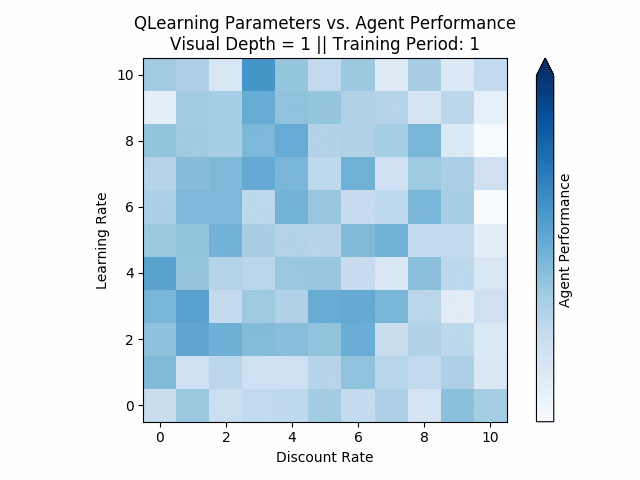 QLearning Parameters vs. Agent Performance
Visual Depth = 1 || Training Period: 1
10
8
6
4
2
0
Learning Rate
0 2 4 6 8 10
Discount Rate
Agent Performance